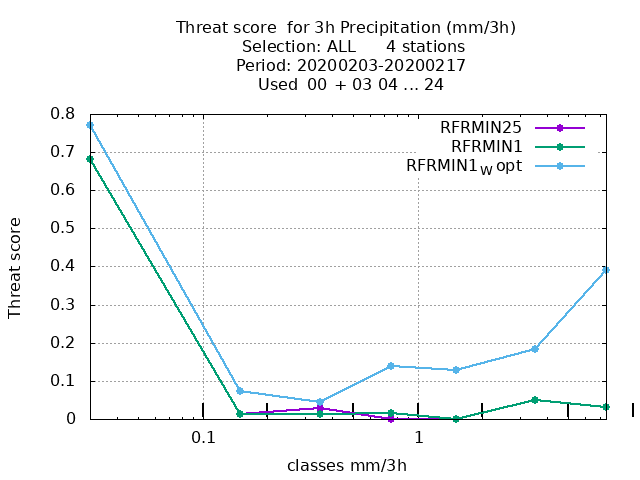 Threat score  for 3h Precipitation (mm/3h)
Selection: ALL      4 stations
Period: 20200203-20200217
Used  00  + 03 04 ... 24
RFRMIN25
RFRMIN1
RFRMIN1W opt
0.8
0.7
0.6
0.5
0.4
0.3
0.2
0.1
0
Threat score
0.1 1
classes mm/3h